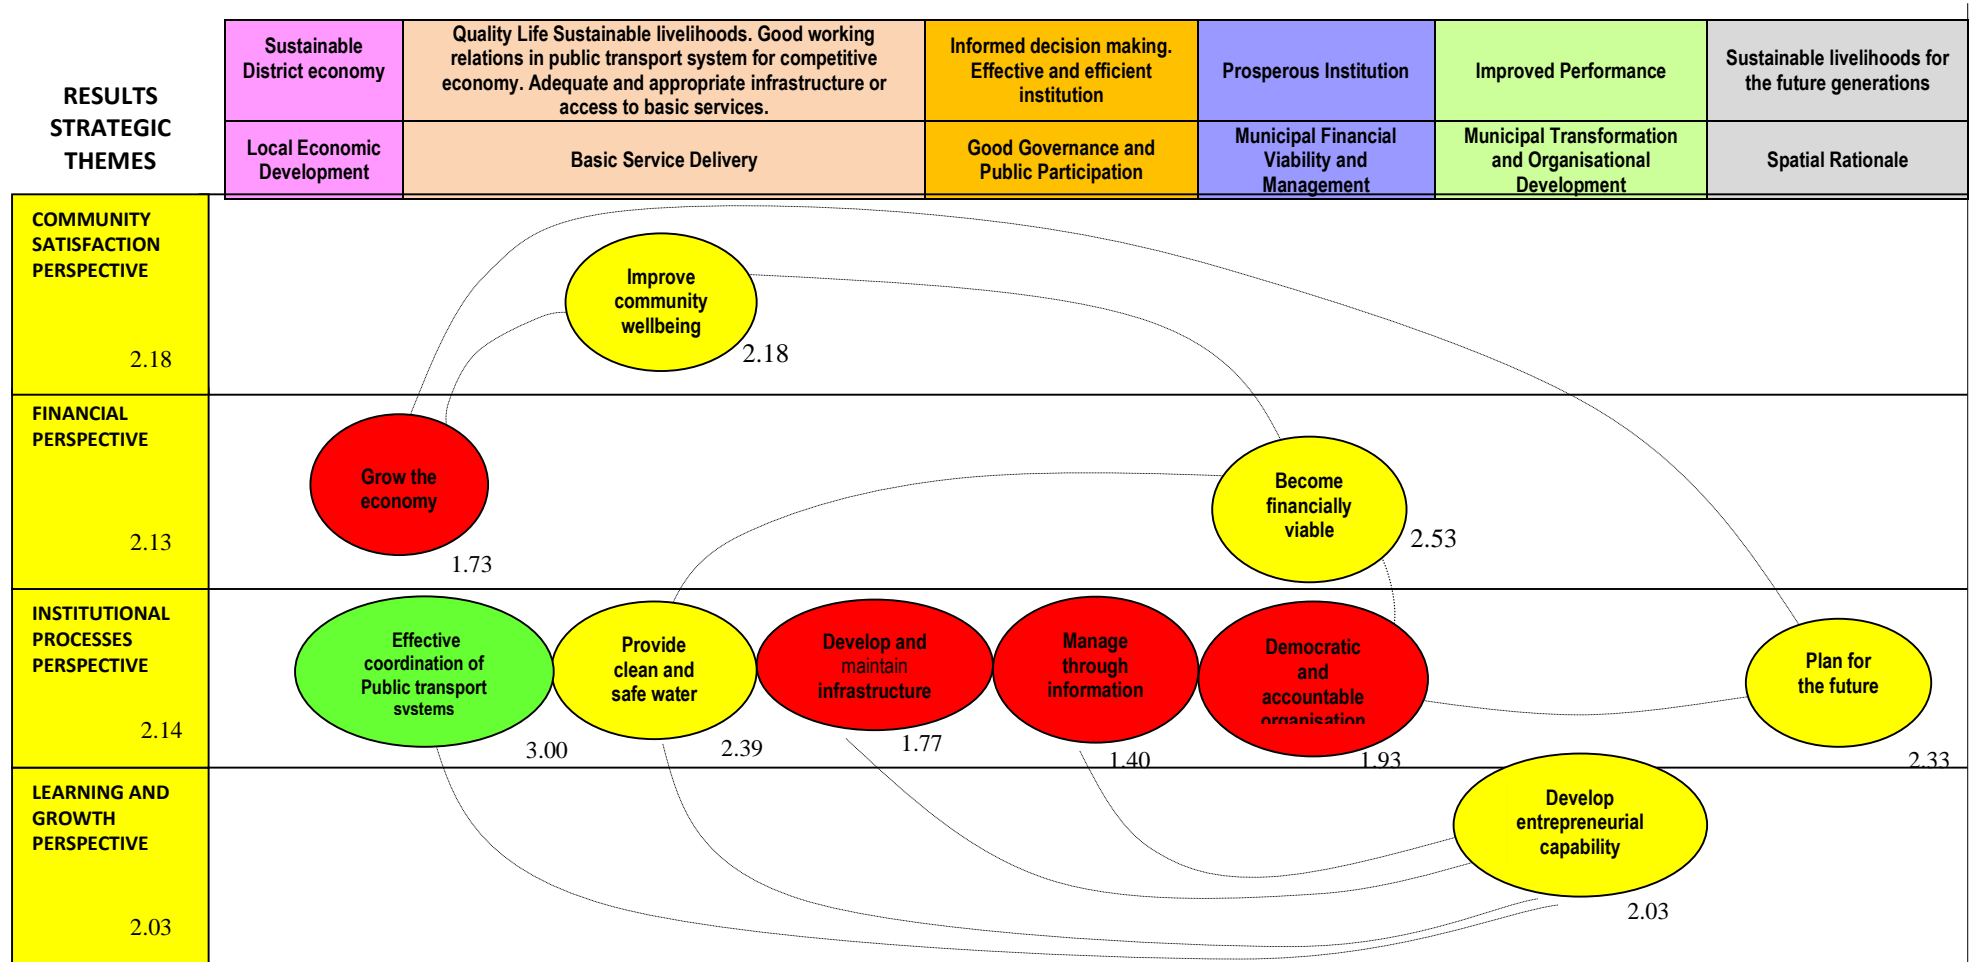 RESULTS
STRATEGIC
THEMES
Sustainable
District economy
Quality Life Sustainable livelihoods. Good working
relations in public transport system for competitive
economy. Adequate and appropriate infrastructure or
access to basic services.
Informed decision making.
Effective and efficient
institution
Prosperous Institution
Improved Performance
Sustainable livelihoods for
the future generations
Local Economic
Development
Basic Service Delivery
Good Governance and
Public Participation
Municipal Financial
Viability and
Management
Municipal Transformation
and Organisational
Development
Spatial Rationale
COMMUNITY
SATISFACTION
PERSPECTIVE
2.18
Improve
community
wellbeing
2.18
FINANCIAL
PERSPECTIVE
2.13
Grow the
economy
1.73
Become
financially
viable
2.53
INSTITUTIONAL
PROCESSES
PERSPECTIVE
2.14
Effective
coordination of
Public transport
systems
3.00
Provide
clean and
safe water
2.39
Develop and
maintain
infrastructure
1.77
Manage
through
information
1.40
Democratic
and
accountable
organisation
1.93
Plan for
the future
2.33
LEARNING AND
GROWTH
PERSPECTIVE
2.03
Develop
entrepreneurial
capability
2.03